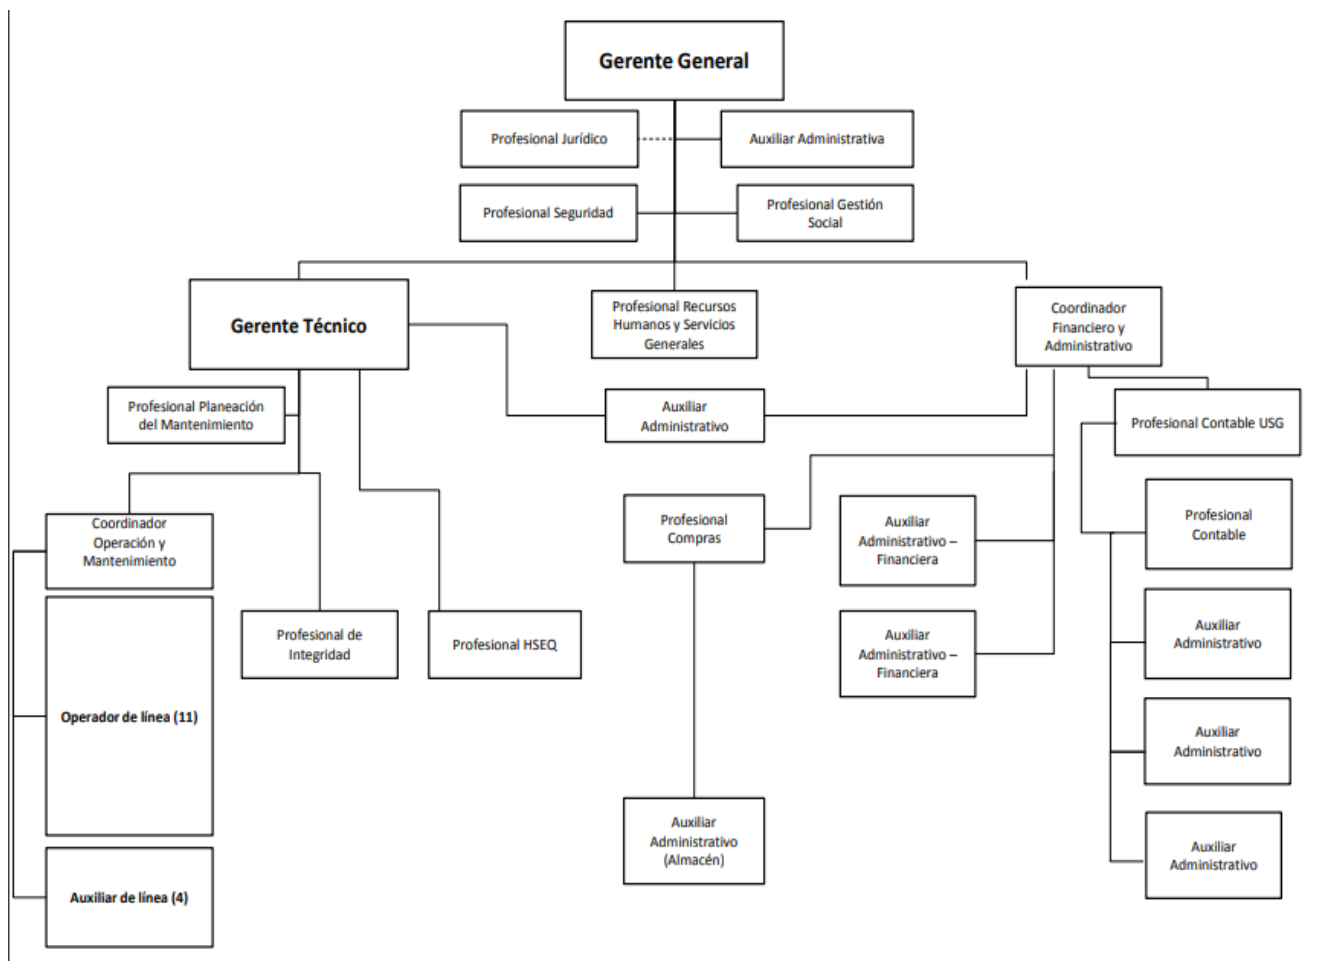 Gerente General
Profesional Jurídico
Auxiliar Administrativa
Profesional Seguridad
Profesional Gestión
Social
Gerente Técnico
Profesional Recursos
Humanos y Servicios
Generales
Coordinador
Financiero y
Administrativo
Profesional Planeación
del Mantenimiento
Auxiliar
Administrativo
Profesional Contable USG
Coordinador
Operación y
Mantenimiento
Profesional
Compras
Auxiliar
Administrativo –
Financiera
Profesional
Contable
Operador de línea (11)
Profesional de
Integridad
Profesional HSEQ
Auxiliar
Administrativo –
Financiera
Auxiliar
Administrativo
Auxiliar
Administrativo
Auxiliar de línea (4)
Auxiliar
Administrativo
(Almacén)
Auxiliar
Administrativo